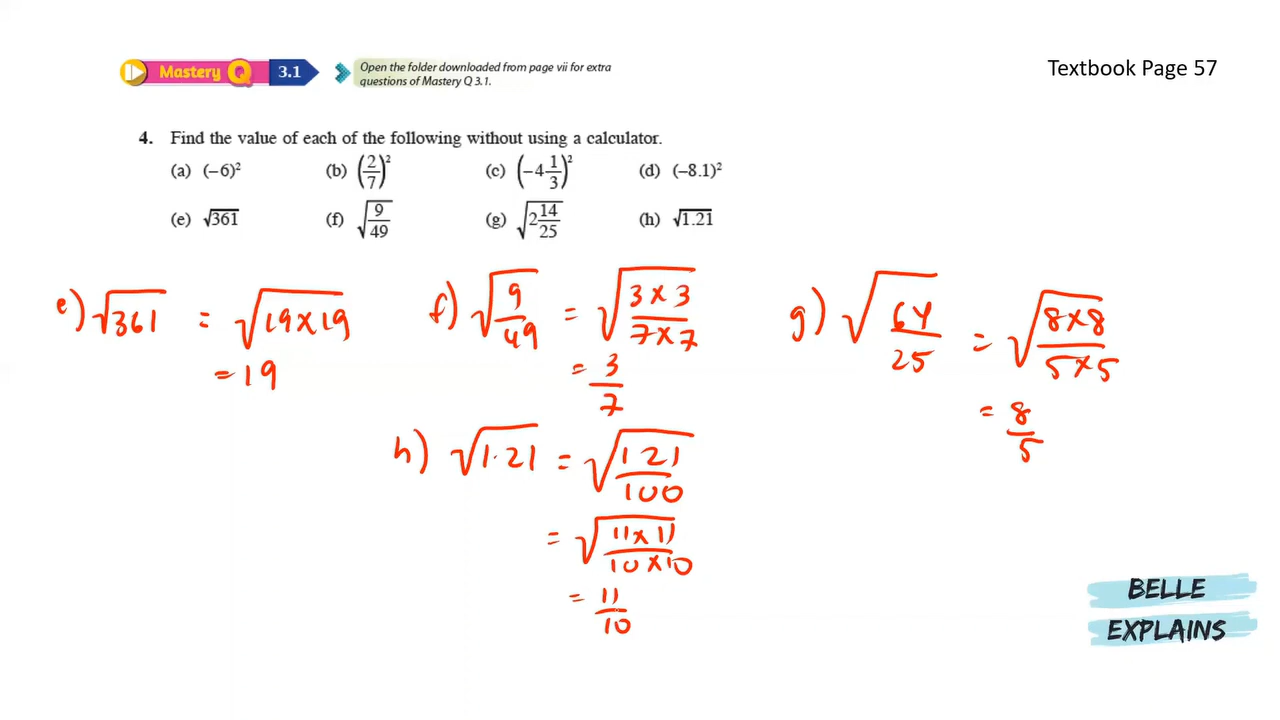 Mastery Q 3.1
Open the folder downloaded from page vii for extra
questions of Mastery Q 3.1.
Textbook Page 57
4. Find the value of each of the following without using a calculator.
(a) (–6)² (b) (2/7)² (c) (–4 1/3)² (d) (–8.1)²
(e) √361 (f) √(9/49) (g) √(2 14/25) (h) √1.21
e) √361 = √(19×19)
= 19
f) √(9/49) = √((3×3)/(7×7))
= 3/7
g) √(64/25) = √((8×8)/(5×5))
= 8/5
h) √1.21 = √(121/100)
= √((11×11)/(10×10))
= 11/10
BELLE
EXPLAINS